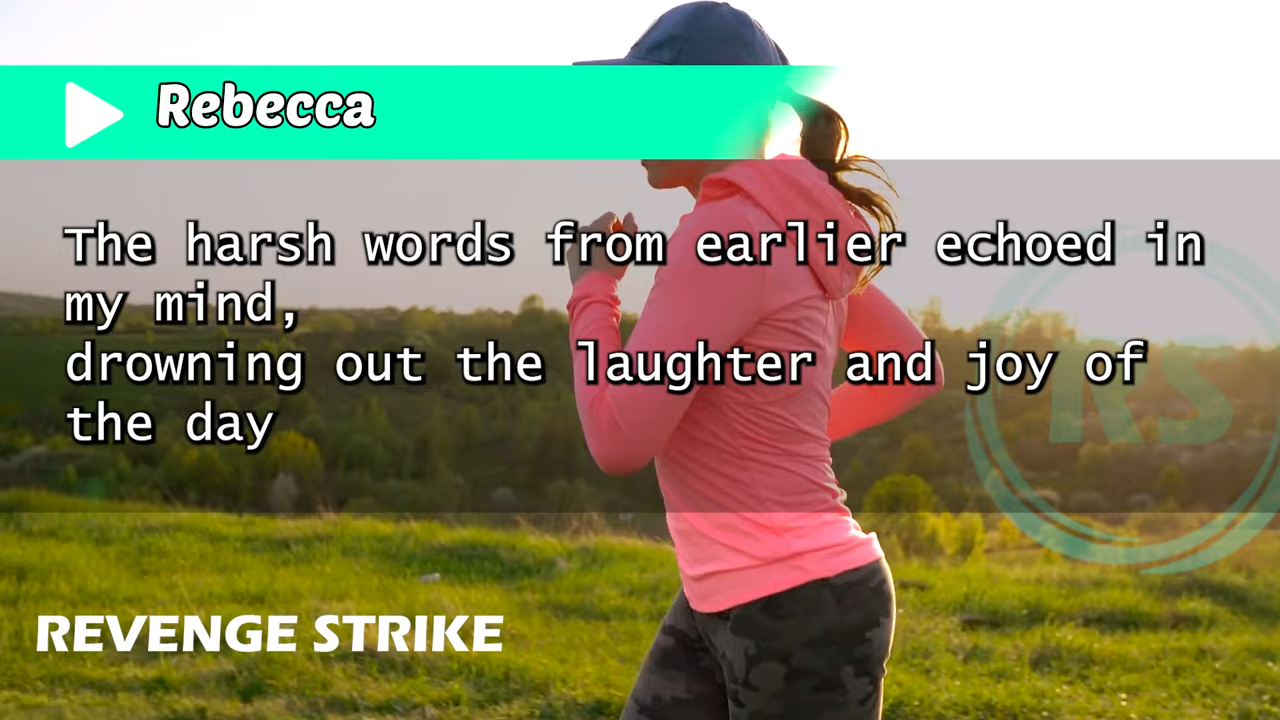 Rebecca
The harsh words from earlier echoed in
my mind,
drowning out the laughter and joy of
the day
RS
REVENGE STRIKE